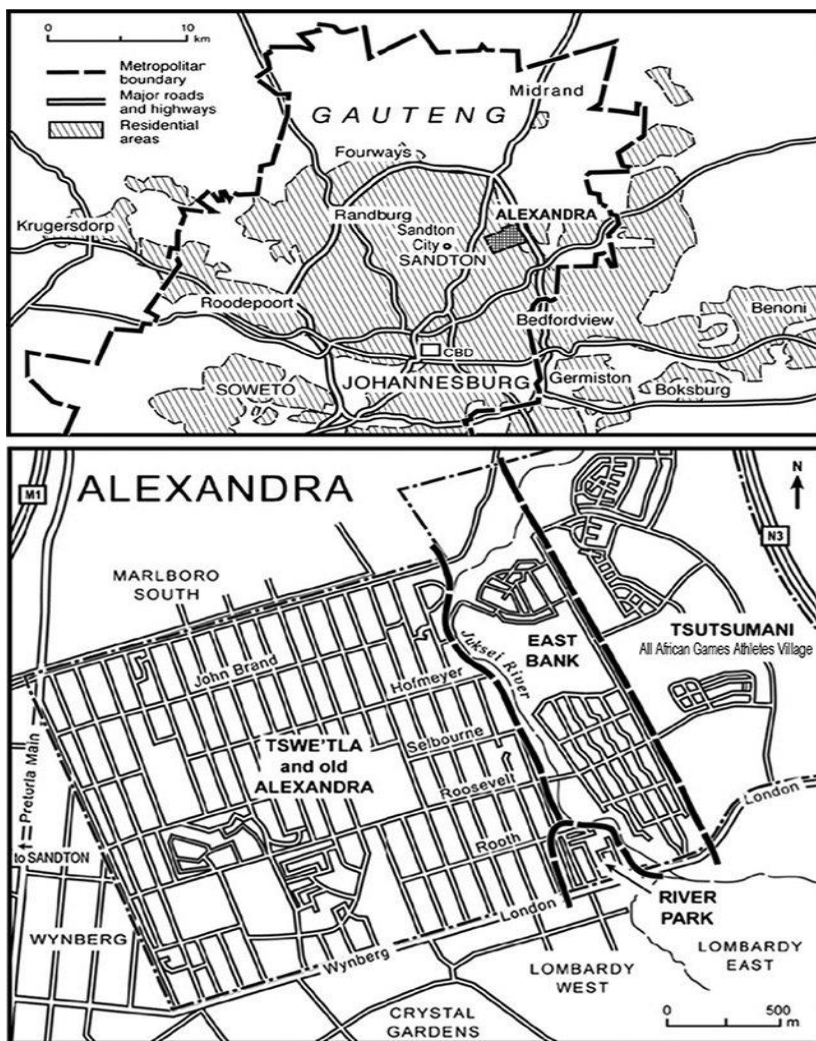 0 10
km
Metropolitan
boundary
Major roads
and highways
Residential
areas
Midrand
GAUTENG
Fourways
Krugersdorp
Randburg
ALEXANDRA
Sandton
City
SANDTON
Roodepoort
Bedfordview
Benoni
CBD
SOWETO
JOHANNESBURG
Germiston
Boksburg
M1
ALEXANDRA
N
N3
MARLBORO
SOUTH
TSUTSUMANI
All African Games Athletes Village
EAST
BANK
Juksei River
John Brand
Hofmeyer
Selbourne
TSWE'TLA
and old
ALEXANDRA
Roosevelt
London
Pretoria Main
to SANDTON
Rooth
RIVER
PARK
London
WYNBERG
Wynberg
LOMBARDY
WEST
LOMBARDY
EAST
CRYSTAL
GARDENS
0 500
m